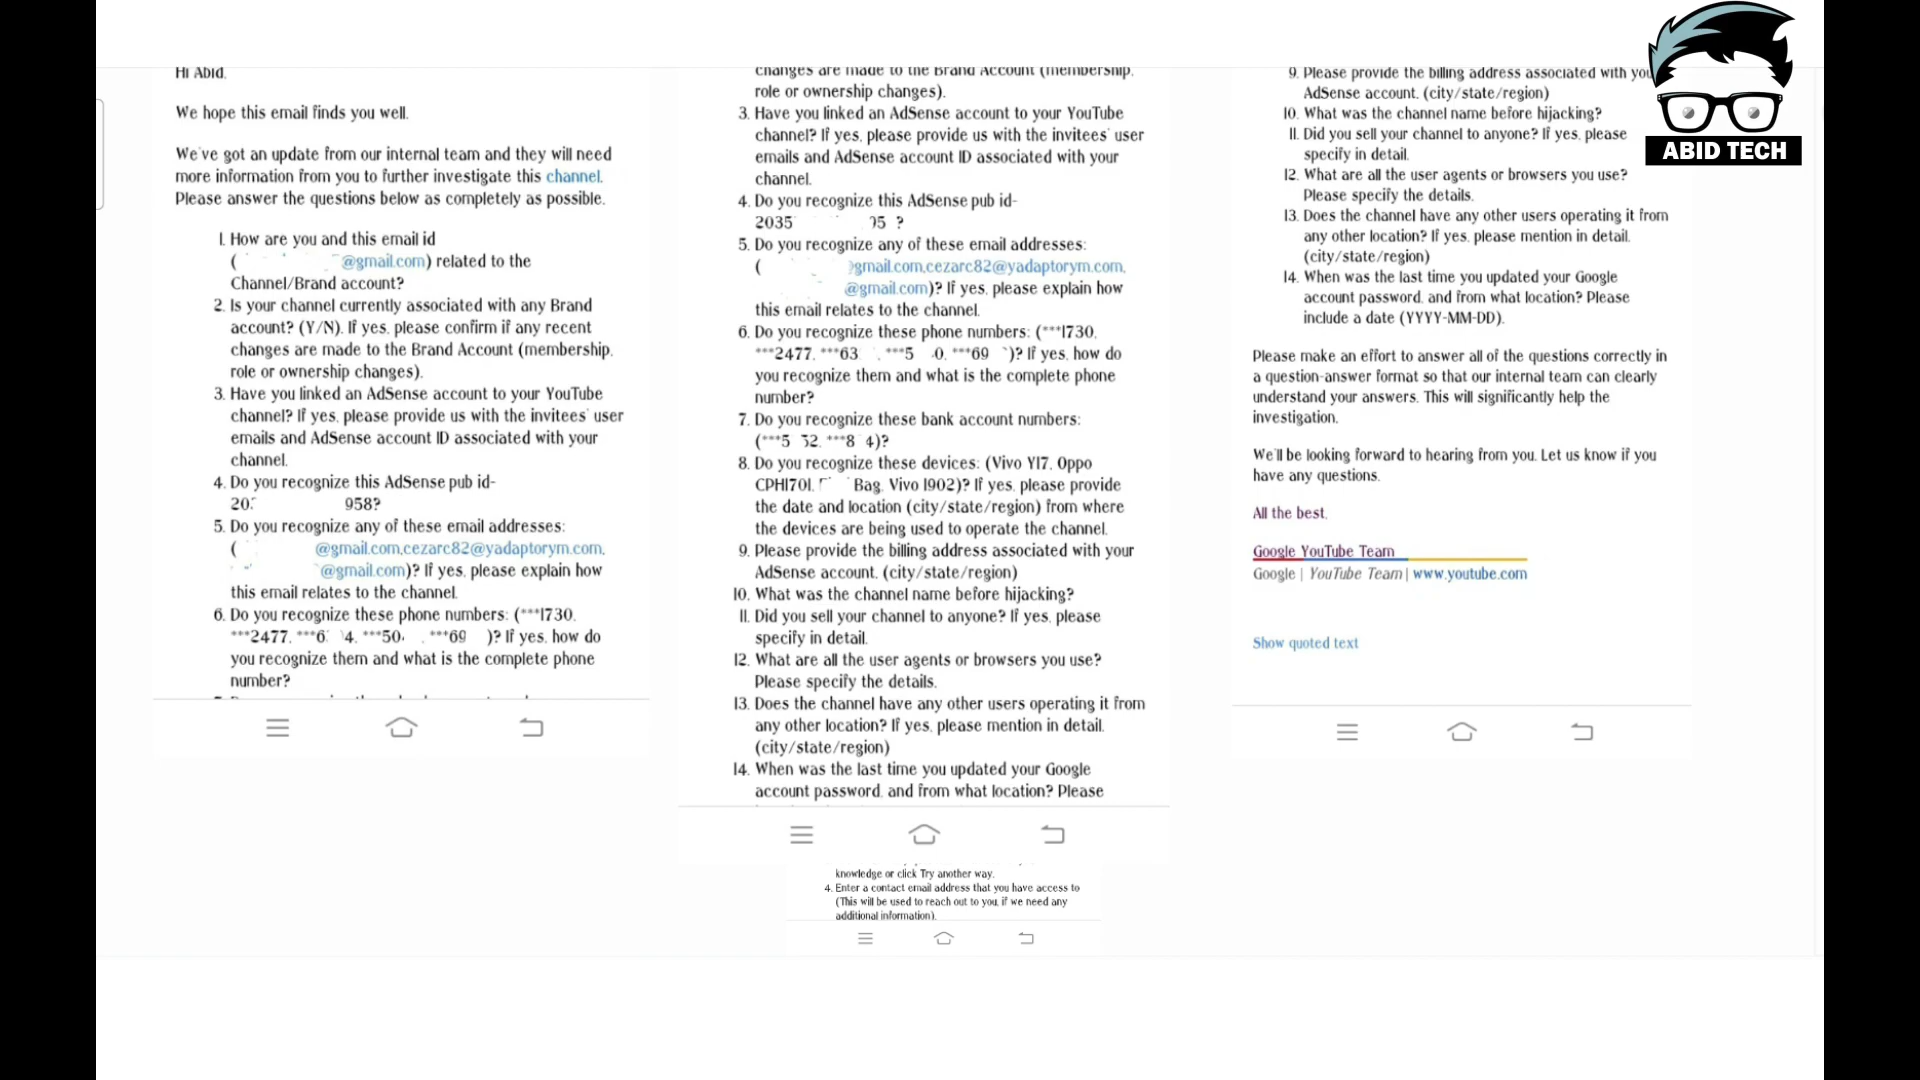 Hi Abid,
We hope this email finds you well.
We've got an update from our internal team and they will need
more information from you to further investigate this channel.
Please answer the questions below as completely as possible.
1. How are you and this email id
( @gmail.com) related to the
Channel/Brand account?
2. Is your channel currently associated with any Brand
account? (Y/N). If yes, please confirm if any recent
changes are made to the Brand Account (membership,
role or ownership changes).
3. Have you linked an AdSense account to your YouTube
channel? If yes, please provide us with the invitees' user
emails and AdSense account ID associated with your
channel.
4. Do you recognize this AdSense pub id-
20 958?
5. Do you recognize any of these email addresses:
( @gmail.com,cezarc82@yadaptorym.com,
@gmail.com)? If yes, please explain how
this email relates to the channel.
6. Do you recognize these phone numbers: (***1730,
***2477, ***6 4, ***50 , ***69 )? If yes, how do
you recognize them and what is the complete phone
number?
changes are made to the Brand Account (membership,
role or ownership changes).
3. Have you linked an AdSense account to your YouTube
channel? If yes, please provide us with the invitees' user
emails and AdSense account ID associated with your
channel.
4. Do you recognize this AdSense pub id-
2035 95 ?
5. Do you recognize any of these email addresses:
( gmail.com,cezarc82@yadaptorym.com,
@gmail.com)? If yes, please explain how
this email relates to the channel.
6. Do you recognize these phone numbers: (***1730,
***2477, ***63 , ***5 0, ***69 )? If yes, how do
you recognize them and what is the complete phone
number?
7. Do you recognize these bank account numbers:
(***5 52, ***8 4)?
8. Do you recognize these devices: (Vivo Y17, Oppo
CPH1701, Bag, Vivo 1902)? If yes, please provide
the date and location (city/state/region) from where
the devices are being used to operate the channel.
9. Please provide the billing address associated with your
AdSense account. (city/state/region)
10. What was the channel name before hijacking?
11. Did you sell your channel to anyone? If yes, please
specify in detail.
12. What are all the user agents or browsers you use?
Please specify the details.
13. Does the channel have any other users operating it from
any other location? If yes, please mention in detail.
(city/state/region)
14. When was the last time you updated your Google
account password, and from what location? Please
knowledge or click Try another way.
4. Enter a contact email address that you have access to
(This will be used to reach out to you, if we need any
additional information).
9. Please provide the billing address associated with you
AdSense account. (city/state/region)
10. What was the channel name before hijacking?
11. Did you sell your channel to anyone? If yes, please
specify in detail.
12. What are all the user agents or browsers you use?
Please specify the details.
13. Does the channel have any other users operating it from
any other location? If yes, please mention in detail.
(city/state/region)
14. When was the last time you updated your Google
account password, and from what location? Please
include a date (YYYY-MM-DD).
Please make an effort to answer all of the questions correctly in
a question-answer format so that our internal team can clearly
understand your answers. This will significantly help the
investigation.
We'll be looking forward to hearing from you. Let us know if you
have any questions.
All the best,
Google YouTube Team
Google | YouTube Team | www.youtube.com
Show quoted text
ABID TECH